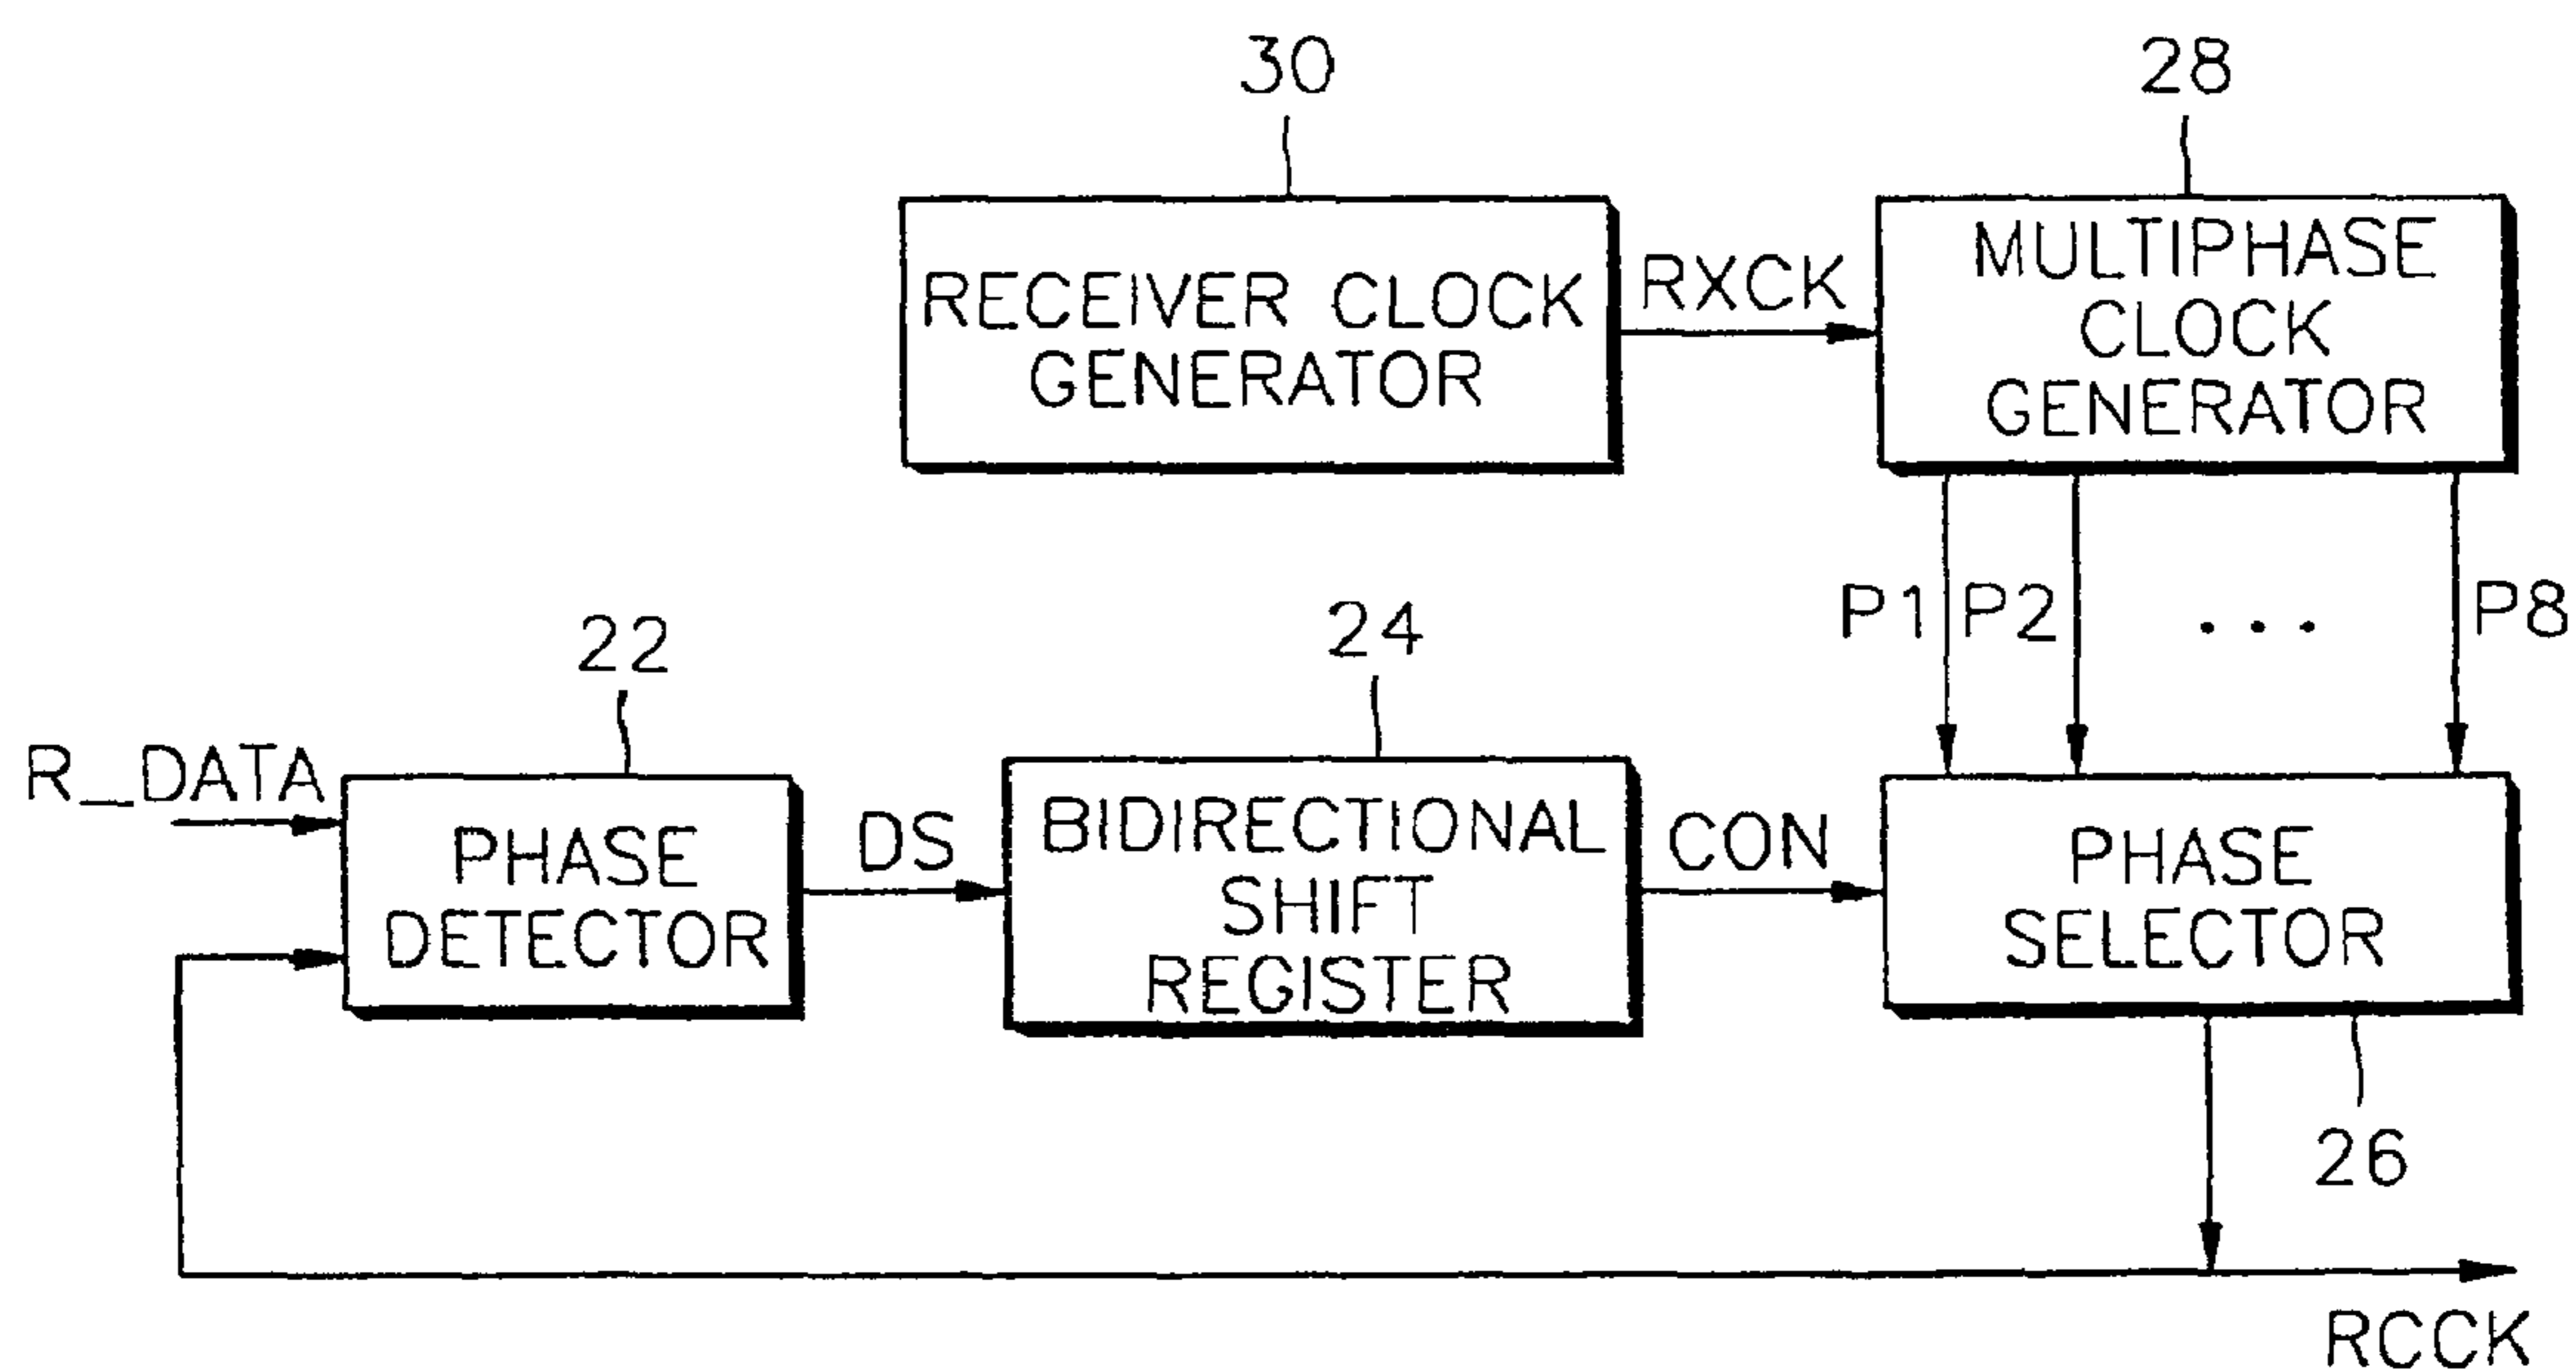 30
28
RECEIVER CLOCK
GENERATOR
RXCK
MULTIPHASE
CLOCK
GENERATOR
P1
P2
...
P8
22
24
R_DATA
PHASE
DETECTOR
DS
BIDIRECTIONAL
SHIFT
REGISTER
CON
PHASE
SELECTOR
26
RCCK